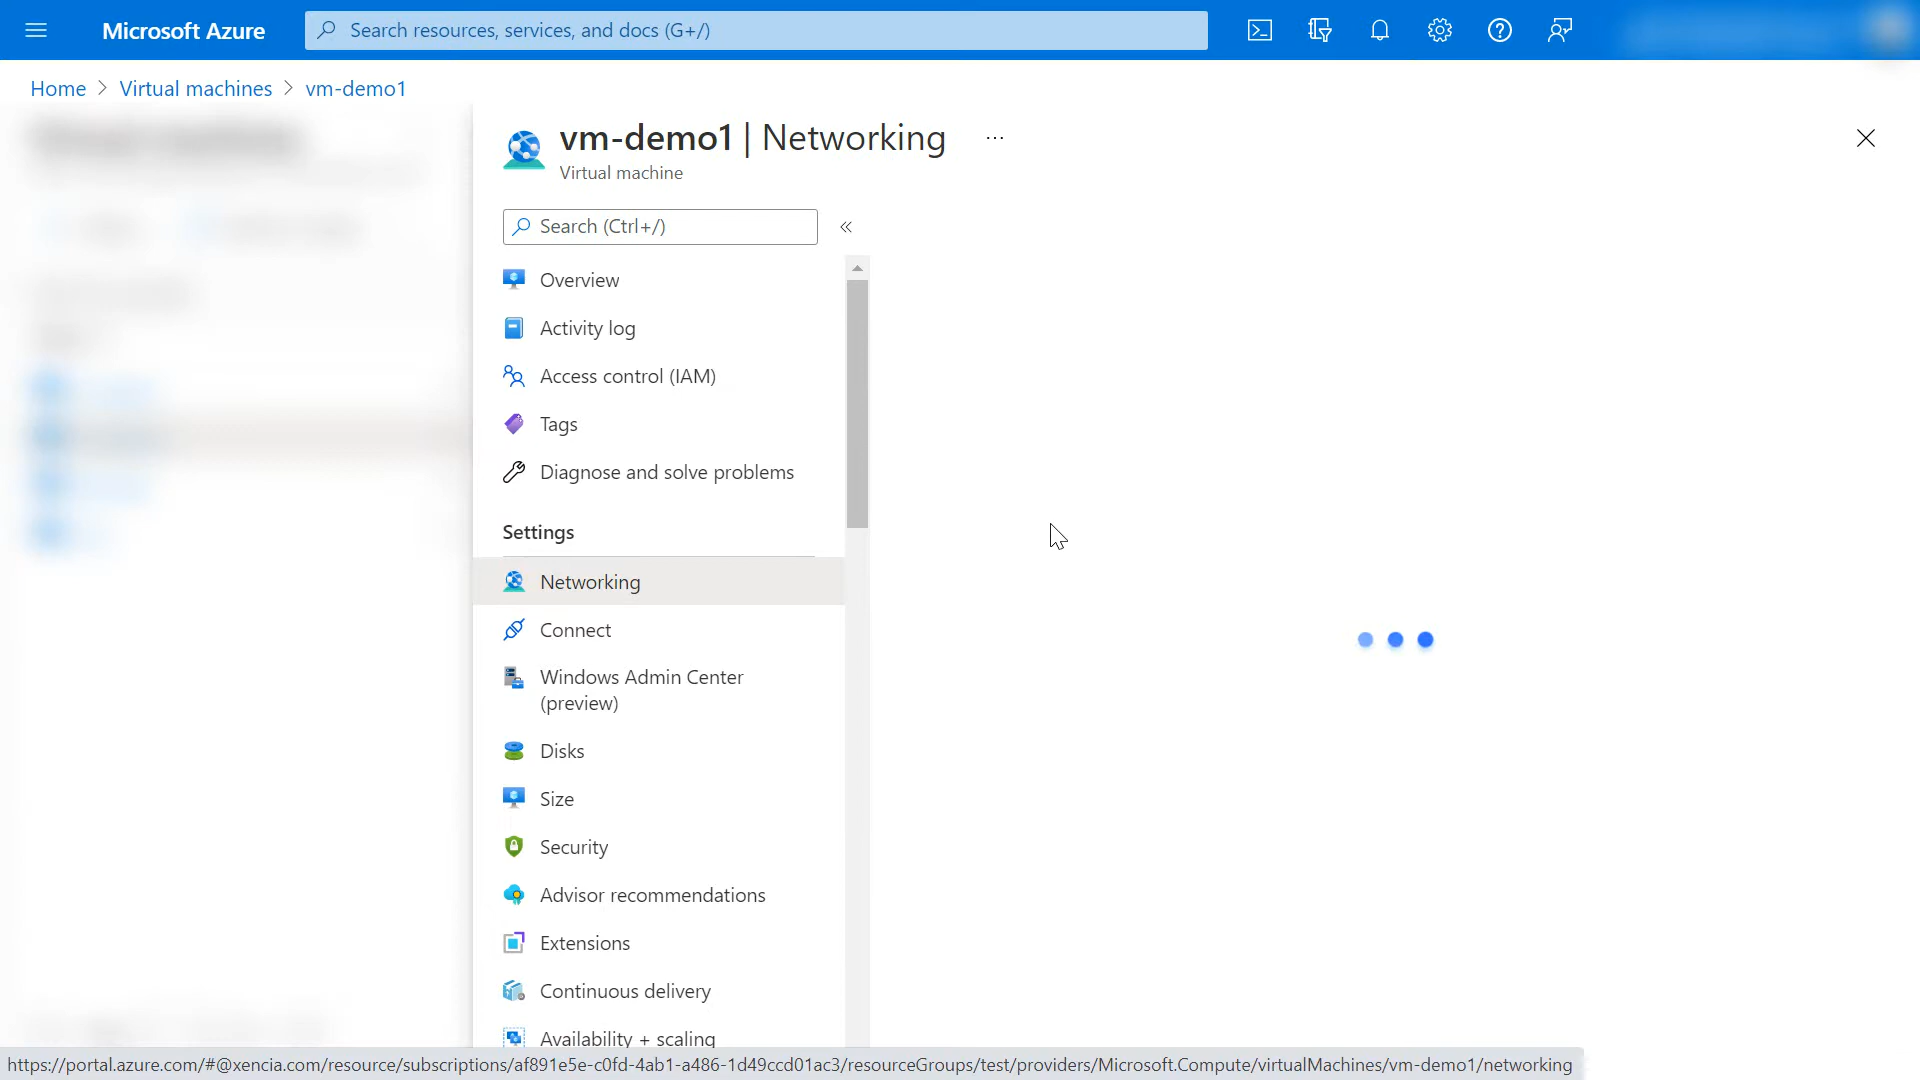 Microsoft Azure
Search resources, services, and docs (G+/)
Home > Virtual machines > vm-demo1
vm-demo1 | Networking
...
Virtual machine
Search (Ctrl+/)
«
Overview
Activity log
Access control (IAM)
Tags
Diagnose and solve problems
Settings
Networking
Connect
Windows Admin Center
(preview)
Disks
Size
Security
Advisor recommendations
Extensions
Continuous delivery
Availability + scaling
https://portal.azure.com/#@xencia.com/resource/subscriptions/af891e5e-c0fd-4ab1-a486-1d49ccd01ac3/resourceGroups/test/providers/Microsoft.Compute/virtualMachines/vm-demo1/networking